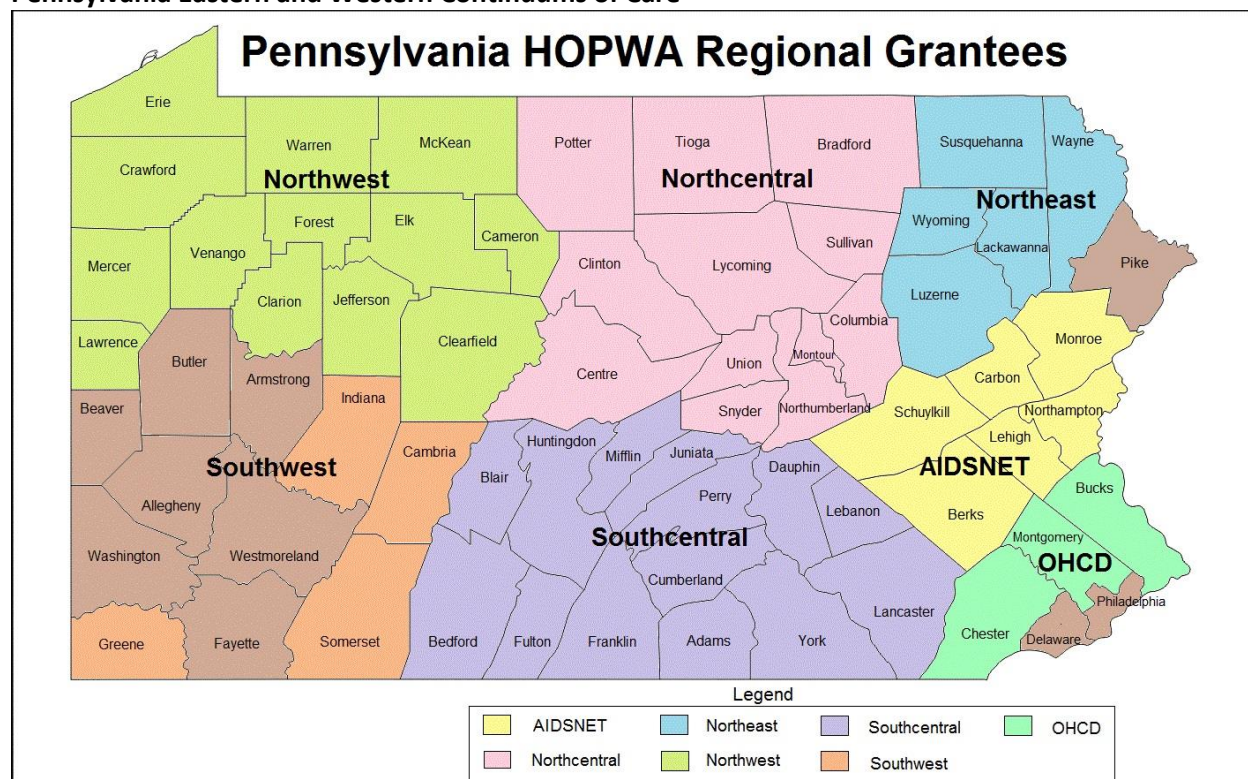 Pennsylvania Eastern and Western Continuums of Care
Pennsylvania HOPWA Regional Grantees
Erie
Warren
McKean
Potter
Tioga
Bradford
Susquehanna
Wayne
Crawford
Northwest
Northcentral
Northeast
Forest
Elk
Cameron
Venango
Mercer
Clarion
Jefferson
Clearfield
Lawrence
Clinton
Lycoming
Sullivan
Wyoming
Lackawanna
Pike
Luzerne
Columbia
Montour
Union
Centre
Snyder
Northumberland
Monroe
Carbon
Northampton
Schuylkill
Lehigh
AIDSNET
Berks
Butler
Armstrong
Beaver
Indiana
Cambria
Southwest
Allegheny
Washington
Westmoreland
Greene
Fayette
Somerset
Huntingdon
Mifflin
Juniata
Blair
Dauphin
Perry
Lebanon
Southcentral
Cumberland
Lancaster
Bedford
Fulton
Franklin
Adams
York
Bucks
Montgomery
OHCD
Philadelphia
Chester
Delaware
Legend
AIDSNET Northeast Southcentral OHCD
Northcentral Northwest Southwest